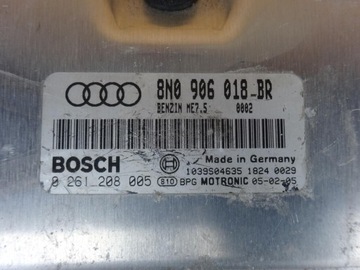 8N0 906 018-BR
BENZIN ME7.5 0002
BOSCH
Made in Germany
1039S04635 1824 0029
0 261 208 005 S10 BPG MOTRONIC 05-02-05